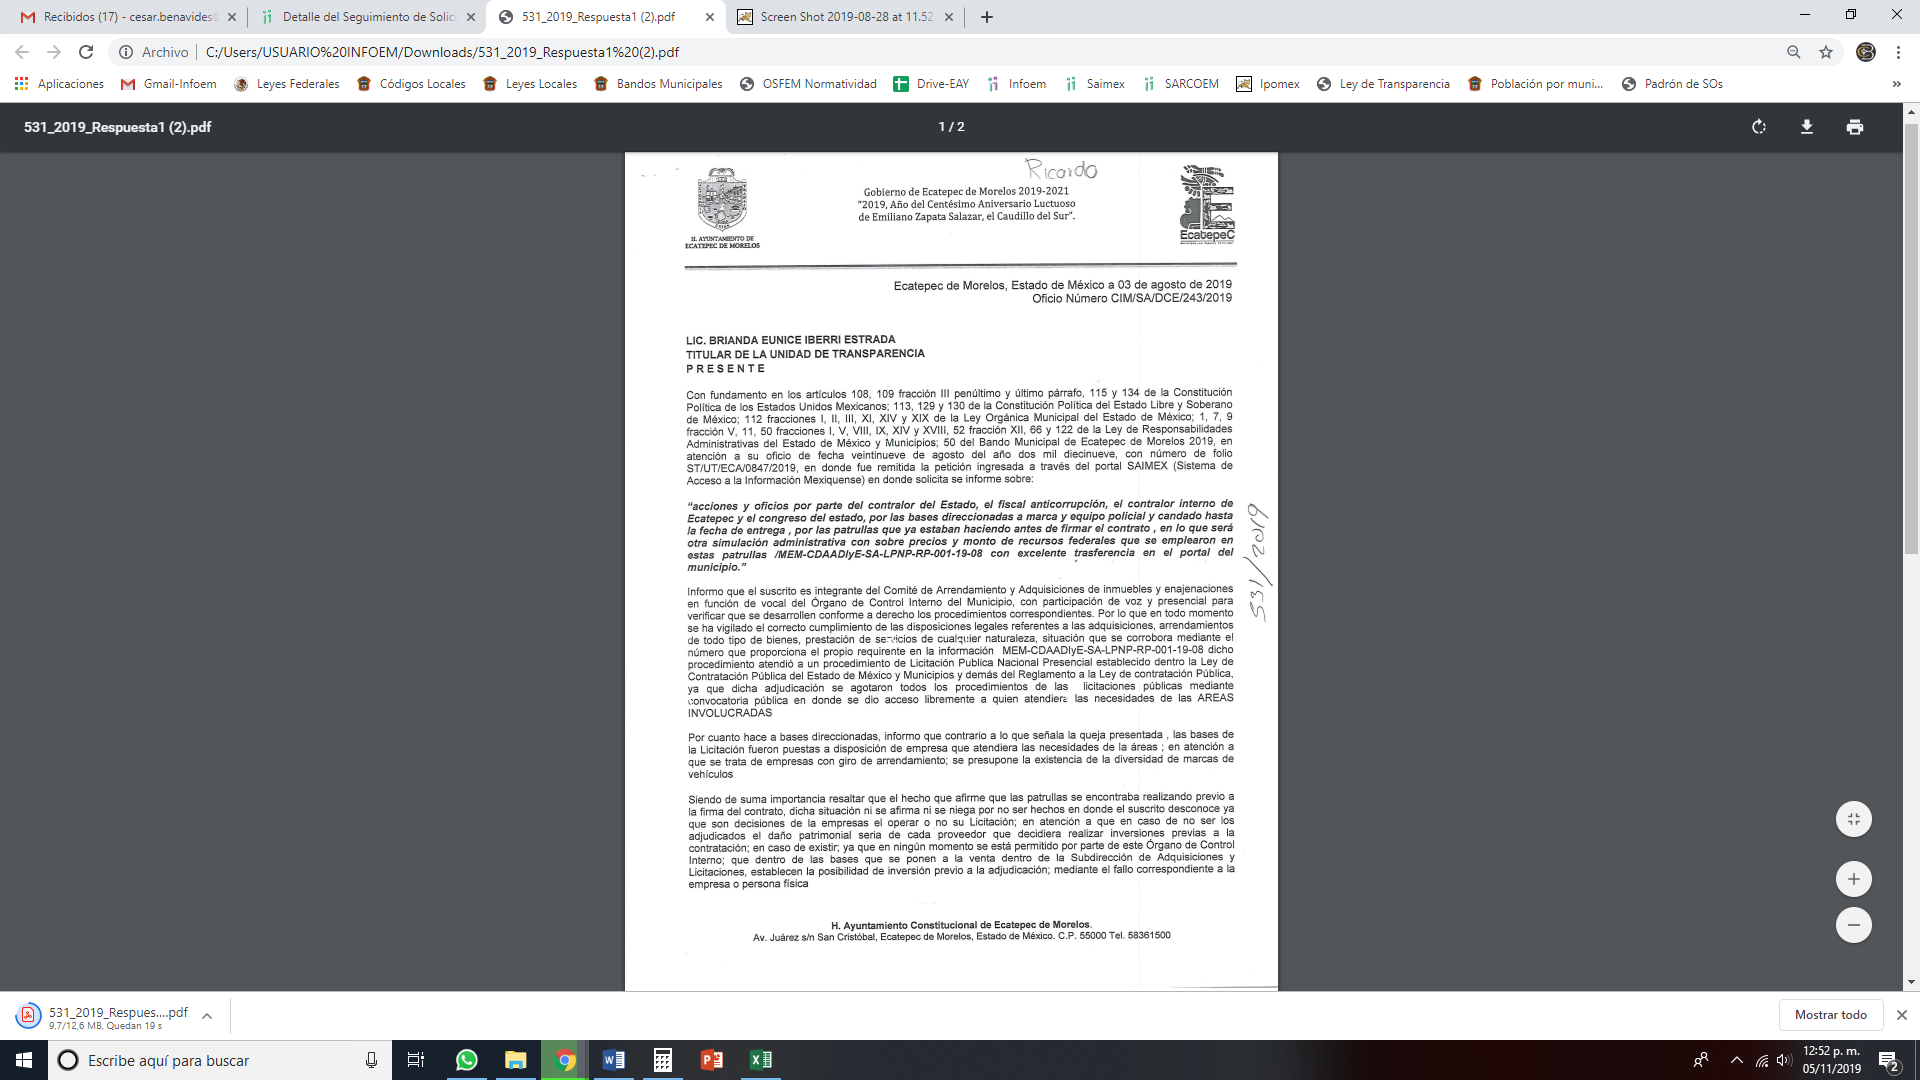 Recibidos (17) - cesar.benavides@
Detalle del Seguimiento de Solici
531_2019_Respuesta1 (2).pdf
Screen Shot 2019-08-28 at 11.52
Archivo
C:/Users/USUARIO%20INFOEM/Downloads/531_2019_Respuesta1%20(2).pdf
Aplicaciones
Gmail-Infoem
Leyes Federales
Códigos Locales
Leyes Locales
Bandos Municipales
OSFEM Normatividad
Drive-EAY
Infoem
Saimex
SARCOEM
Ipomex
Ley de Transparencia
Población por muni...
Padrón de SOs
»
531_2019_Respuesta1 (2).pdf
1 / 2
Ricardo
Gobierno de Ecatepec de Morelos 2019-2021
"2019, Año del Centésimo Aniversario Luctuoso
de Emiliano Zapata Salazar, el Caudillo del Sur".
H. AYUNTAMIENTO DE
ECATEPEC DE MORELOS
EcatepeC
Ecatepec de Morelos, Estado de México a 03 de agosto de 2019
Oficio Número CIM/SA/DCE/243/2019
LIC. BRIANDA EUNICE IBERRI ESTRADA
TITULAR DE LA UNIDAD DE TRANSPARENCIA
P R E S E N T E
Con fundamento en los artículos 108, 109 fracción III penúltimo y último párrafo, 115 y 134 de la Constitución
Política de los Estados Unidos Mexicanos; 113, 129 y 130 de la Constitución Política del Estado Libre y Soberano
de México; 112 fracciones I, II, III, XI, XIV y XIX de la Ley Orgánica Municipal del Estado de México; 1, 7, 9
fracción V, 11, 50 fracciones I, V, VIII, IX, XIV y XVIII, 52 fracción XII, 66 y 122 de la Ley de Responsabilidades
Administrativas del Estado de México y Municipios; 50 del Bando Municipal de Ecatepec de Morelos 2019, en
atención a su oficio de fecha veintinueve de agosto del año dos mil diecinueve, con número de folio
ST/UT/ECA/0847/2019, en donde fue remitida la petición ingresada a través del portal SAIMEX (Sistema de
Acceso a la Información Mexiquense) en donde solicita se informe sobre:
"acciones y oficios por parte del contralor del Estado, el fiscal anticorrupción, el contralor interno de
Ecatepec y el congreso del estado, por las bases direccionadas a marca y equipo policial y candado hasta
la fecha de entrega , por las patrullas que ya estaban haciendo antes de firmar el contrato , en lo que será
otra simulación administrativa con sobre precios y monto de recursos federales que se emplearon en
estas patrullas /MEM-CDAADIyE-SA-LPNP-RP-001-19-08 con excelente trasferencia en el portal del
municipio."
531/2019
Informo que el suscrito es integrante del Comité de Arrendamiento y Adquisiciones de inmuebles y enajenaciones
en función de vocal del Órgano de Control Interno del Municipio, con participación de voz y presencial para
verificar que se desarrollen conforme a derecho los procedimientos correspondientes. Por lo que en todo momento
se ha vigilado el correcto cumplimiento de las disposiciones legales referentes a las adquisiciones, arrendamientos
de todo tipo de bienes, prestación de servicios de cualquier naturaleza, situación que se corrobora mediante el
número que proporciona el propio requirente en la información MEM-CDAADIyE-SA-LPNP-RP-001-19-08 dicho
procedimiento atendió a un procedimiento de Licitación Publica Nacional Presencial establecido dentro la Ley de
Contratación Pública del Estado de México y Municipios y demás del Reglamento a la Ley de contratación Pública,
ya que dicha adjudicación se agotaron todos los procedimientos de las licitaciones públicas mediante
convocatoria pública en donde se dio acceso libremente a quien atendiera las necesidades de las AREAS
INVOLUCRADAS
Por cuanto hace a bases direccionadas, informo que contrario a lo que señala la queja presentada , las bases de
la Licitación fueron puestas a disposición de empresa que atendiera las necesidades de la áreas ; en atención a
que se trata de empresas con giro de arrendamiento; se presupone la existencia de la diversidad de marcas de
vehículos
Siendo de suma importancia resaltar que el hecho que afirme que las patrullas se encontraba realizando previo a
la firma del contrato, dicha situación ni se afirma ni se niega por no ser hechos en donde el suscrito desconoce ya
que son decisiones de la empresas el operar o no su Licitación; en atención a que en caso de no ser los
adjudicados el daño patrimonial seria de cada proveedor que decidiera realizar inversiones previas a la
contratación; en caso de existir; ya que en ningún momento se está permitido por parte de este Órgano de Control
Interno; que dentro de las bases que se ponen a la venta dentro de la Subdirección de Adquisiciones y
Licitaciones, establecen la posibilidad de inversión previo a la adjudicación; mediante el fallo correspondiente a la
empresa o persona física
H. Ayuntamiento Constitucional de Ecatepec de Morelos.
Av. Juárez s/n San Cristóbal, Ecatepec de Morelos, Estado de México. C.P. 55000 Tel. 58361500
531_2019_Respues....pdf
9,7/12,6 MB, Quedan 19 s
Mostrar todo
Escribe aquí para buscar
12:52 p. m.
05/11/2019
2